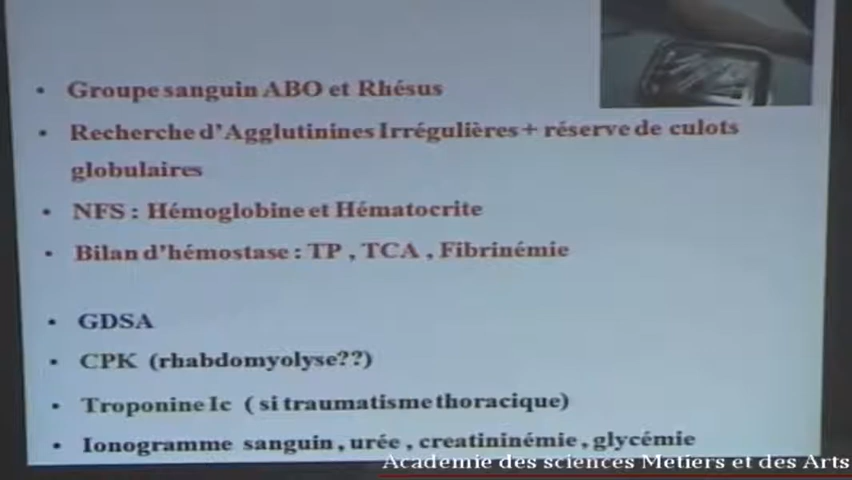 • Groupe sanguin ABO et Rhésus
• Recherche d'Agglutinines Irrégulières + réserve de culots
globulaires
• NFS : Hémoglobine et Hématocrite
• Bilan d'hémostase : TP , TCA , Fibrinémie
• GDSA
• CPK (rhabdomyolyse??)
• Troponine Ic ( si traumatisme thoracique)
• Ionogramme sanguin , urée , creatininémie , glycémie
Academie des sciences Metiers et des Arts